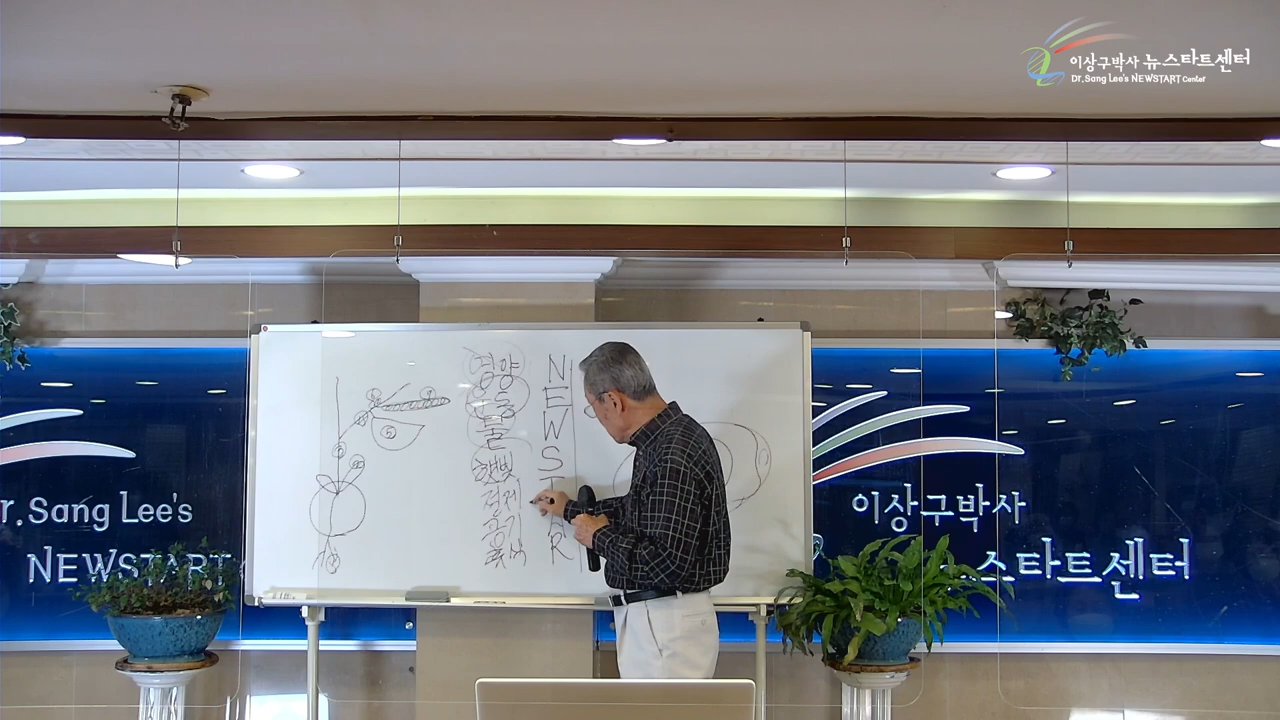 이상구박사 뉴스타트센터
Dr. Sang Lee's NEWSTART Center
영양
운동
물
햇빛
절제
공기
휴식
N
E
W
S
T
R
r. Sang Lee's
NEWSTART
이상구박사
스타트센터